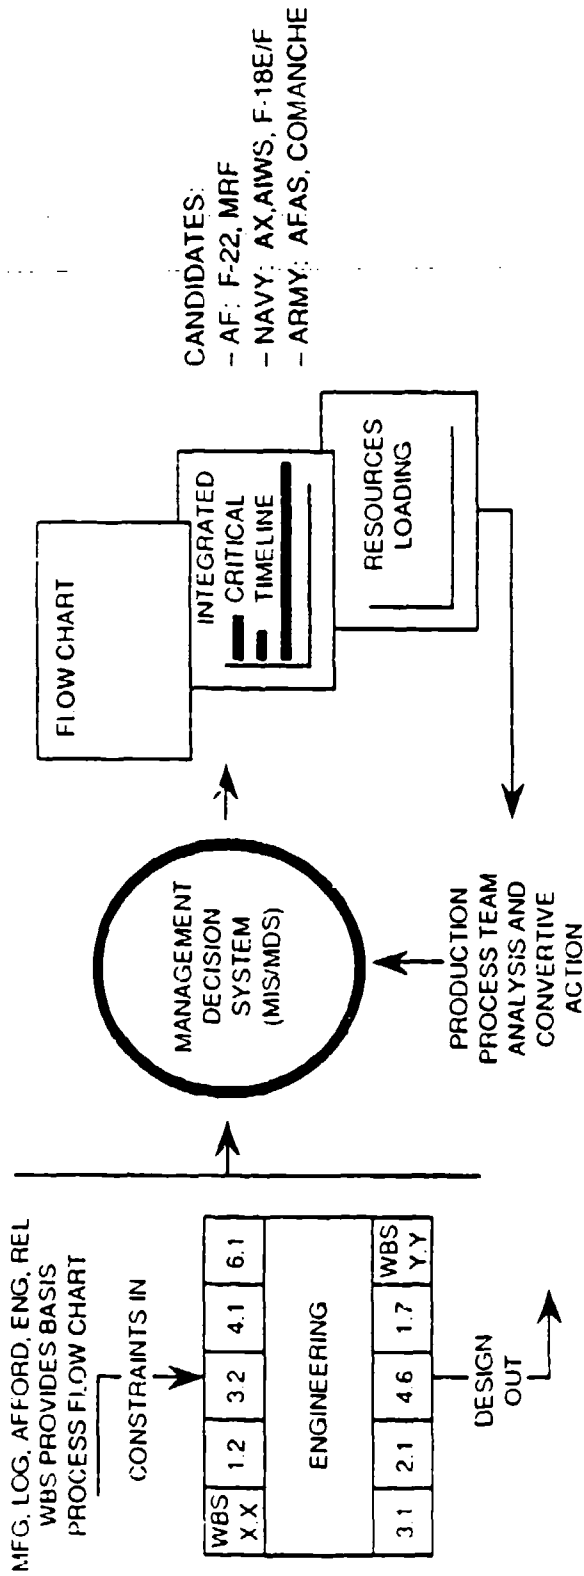 MFG, LOG, AFFORD, ENG, REL
WBS PROVIDES BASIS
PROCESS FLOW CHART
CONSTRAINTS IN
WBS
X.X
1.2
3.2
4.1
6.1
ENGINEERING
3.1
2.1
4.6
1.7
WBS
Y.Y
DESIGN
OUT
MANAGEMENT
DECISION
SYSTEM
(MIS/MDS)
PRODUCTION
PROCESS TEAM
ANALYSIS AND
CONVERTIVE
ACTION
FLOW CHART
INTEGRATED
CRITICAL
TIMELINE
RESOURCES
LOADING
CANDIDATES:
- AF: F-22, MRF
- NAVY: AX,AIWS, F-18E/F
- ARMY: AFAS, COMANCHE